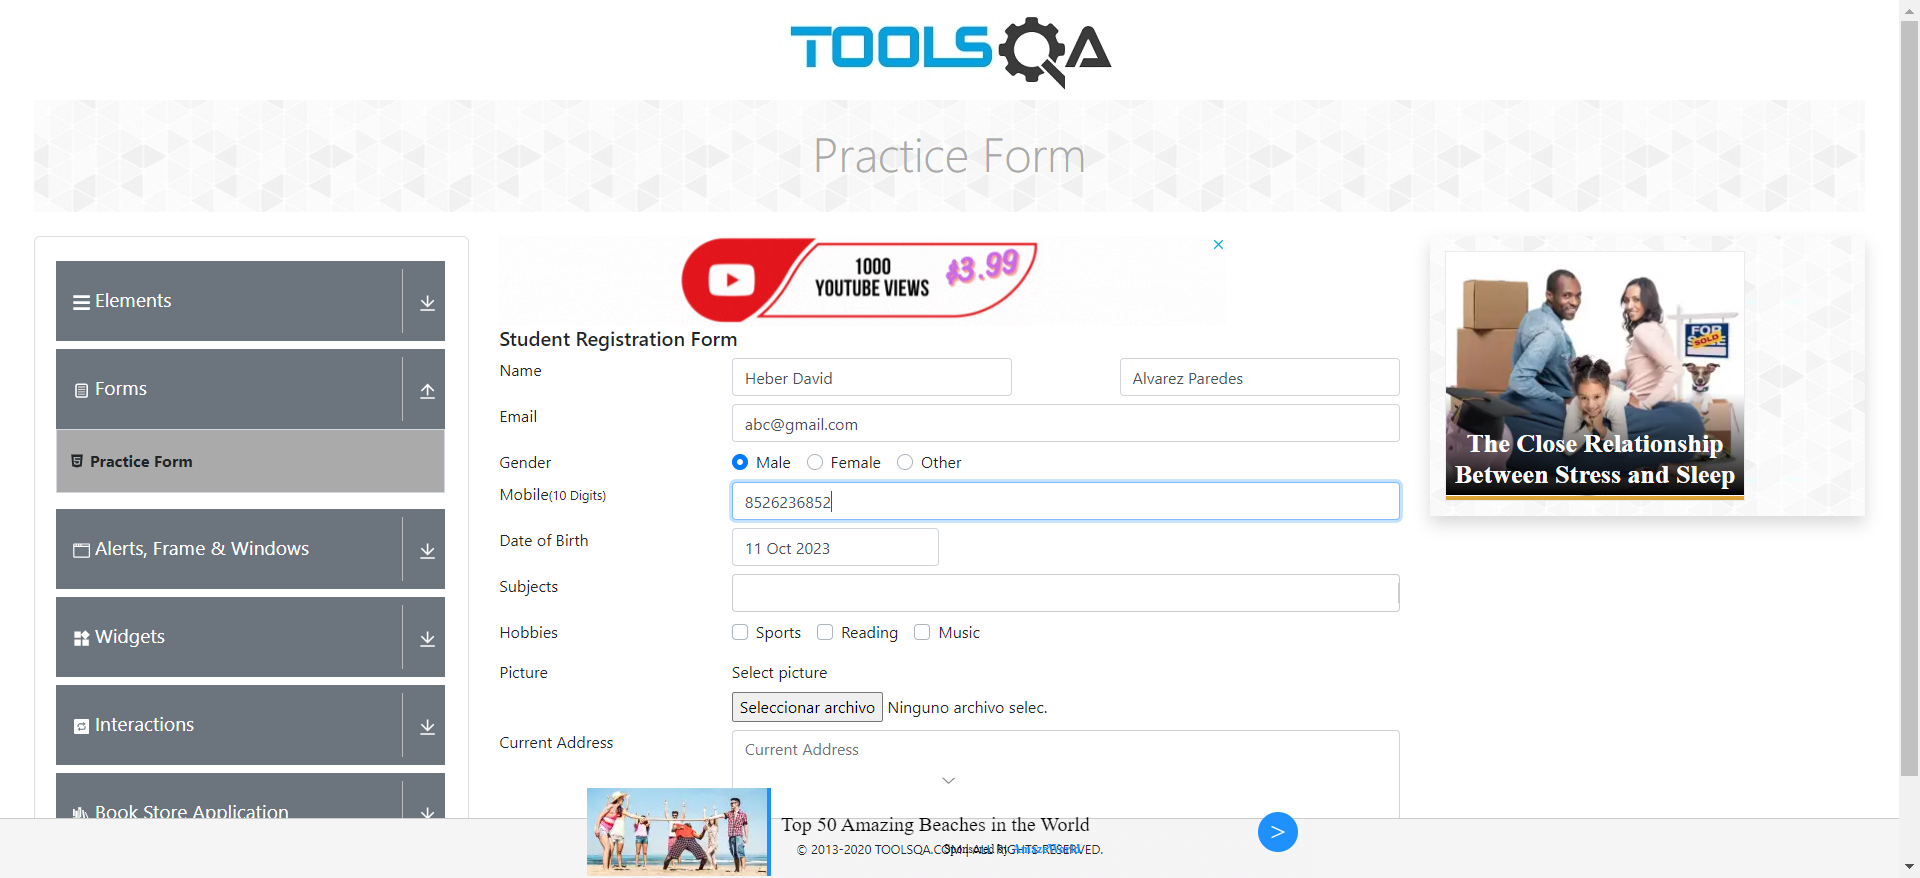 TOOLSQA
Practice Form
Elements
Forms
Practice Form
Alerts, Frame & Windows
Widgets
Interactions
Book Store Application
1000
YOUTUBE VIEWS
$3.99
Student Registration Form
Name
Heber David
Alvarez Paredes
Email
abc@gmail.com
Gender
Male
Female
Other
Mobile(10 Digits)
8526236852
Date of Birth
11 Oct 2023
Subjects
Hobbies
Sports
Reading
Music
Picture
Select picture
Seleccionar archivo Ninguno archivo selec.
Current Address
Current Address
FOR
SOLD
The Close Relationship
Between Stress and Sleep
Top 50 Amazing Beaches in the World
>
© 2013-2020 TOOLSQA.COM | ALL RIGHTS RESERVED.